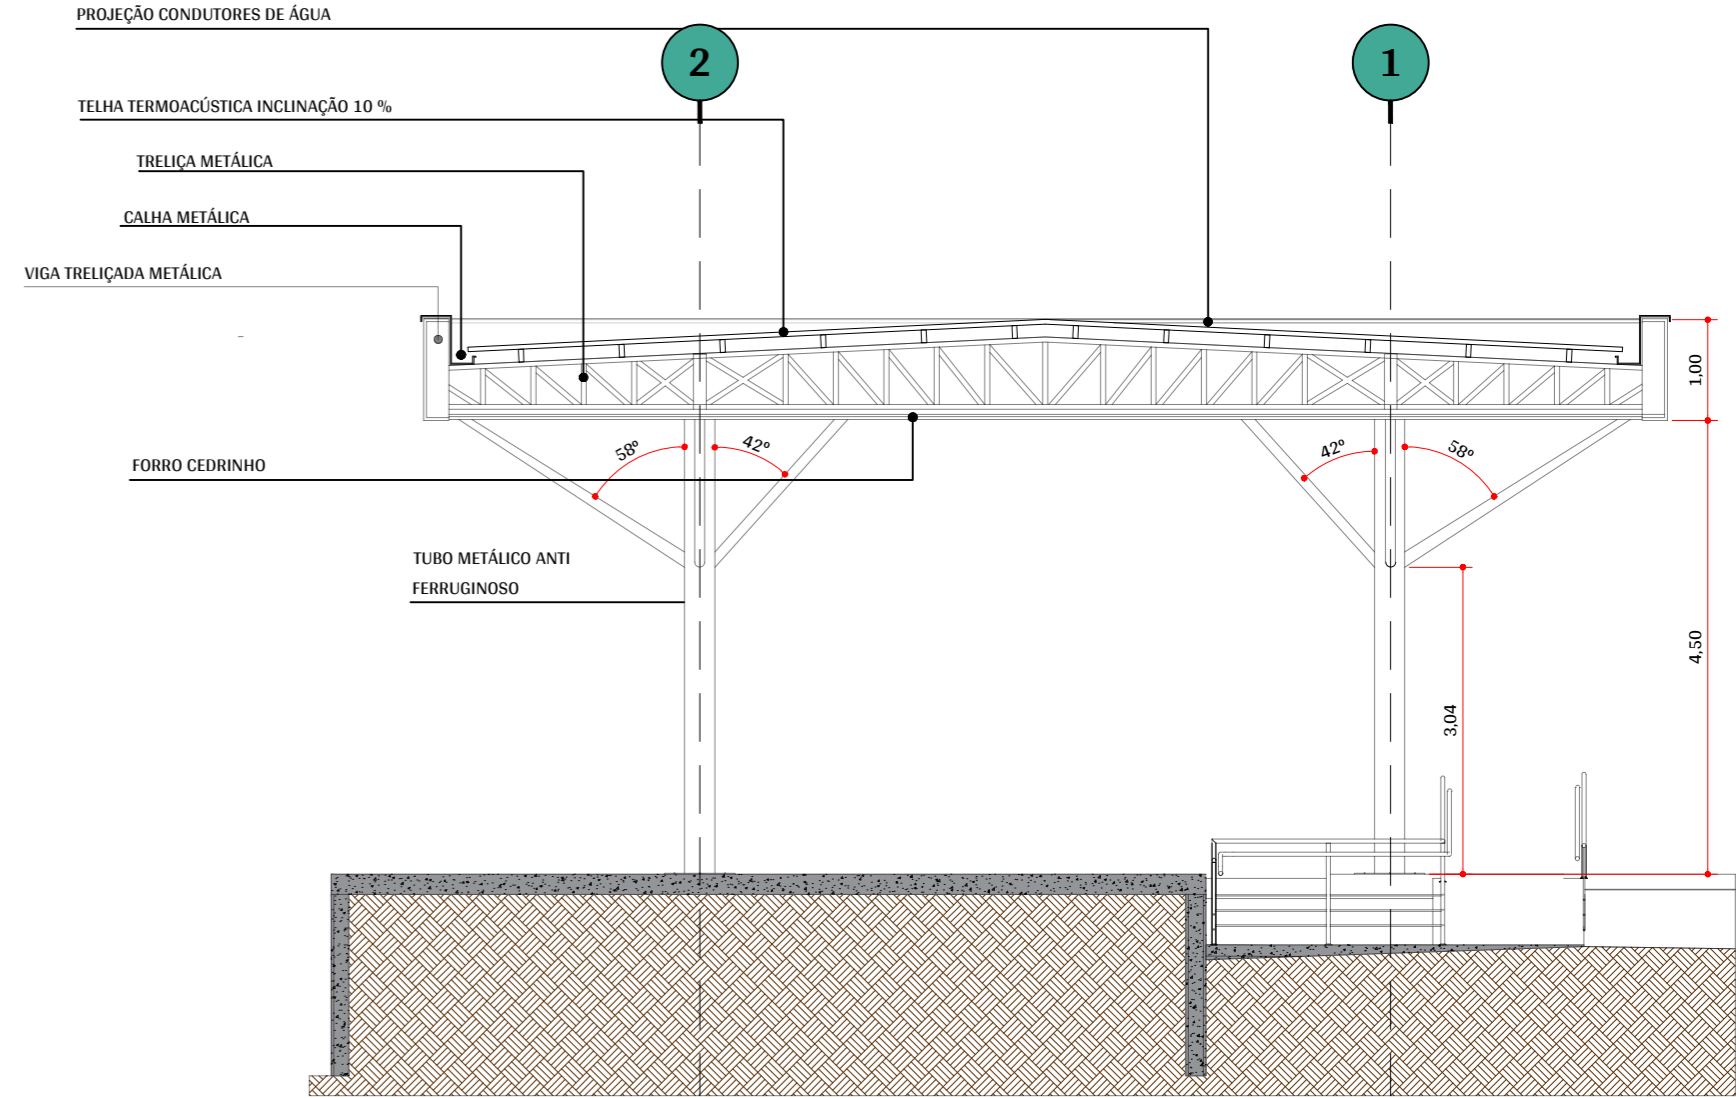 PROJEÇÃO CONDUTORES DE ÁGUA
2
1
TELHA TERMOACÚSTICA INCLINAÇÃO 10 %
TRELIÇA METÁLICA
CALHA METÁLICA
VIGA TRELIÇADA METÁLICA
1,00
58º
42º
42º
58º
FORRO CEDRINHO
TUBO METÁLICO ANTI
FERRUGINOSO
4,50
3,04